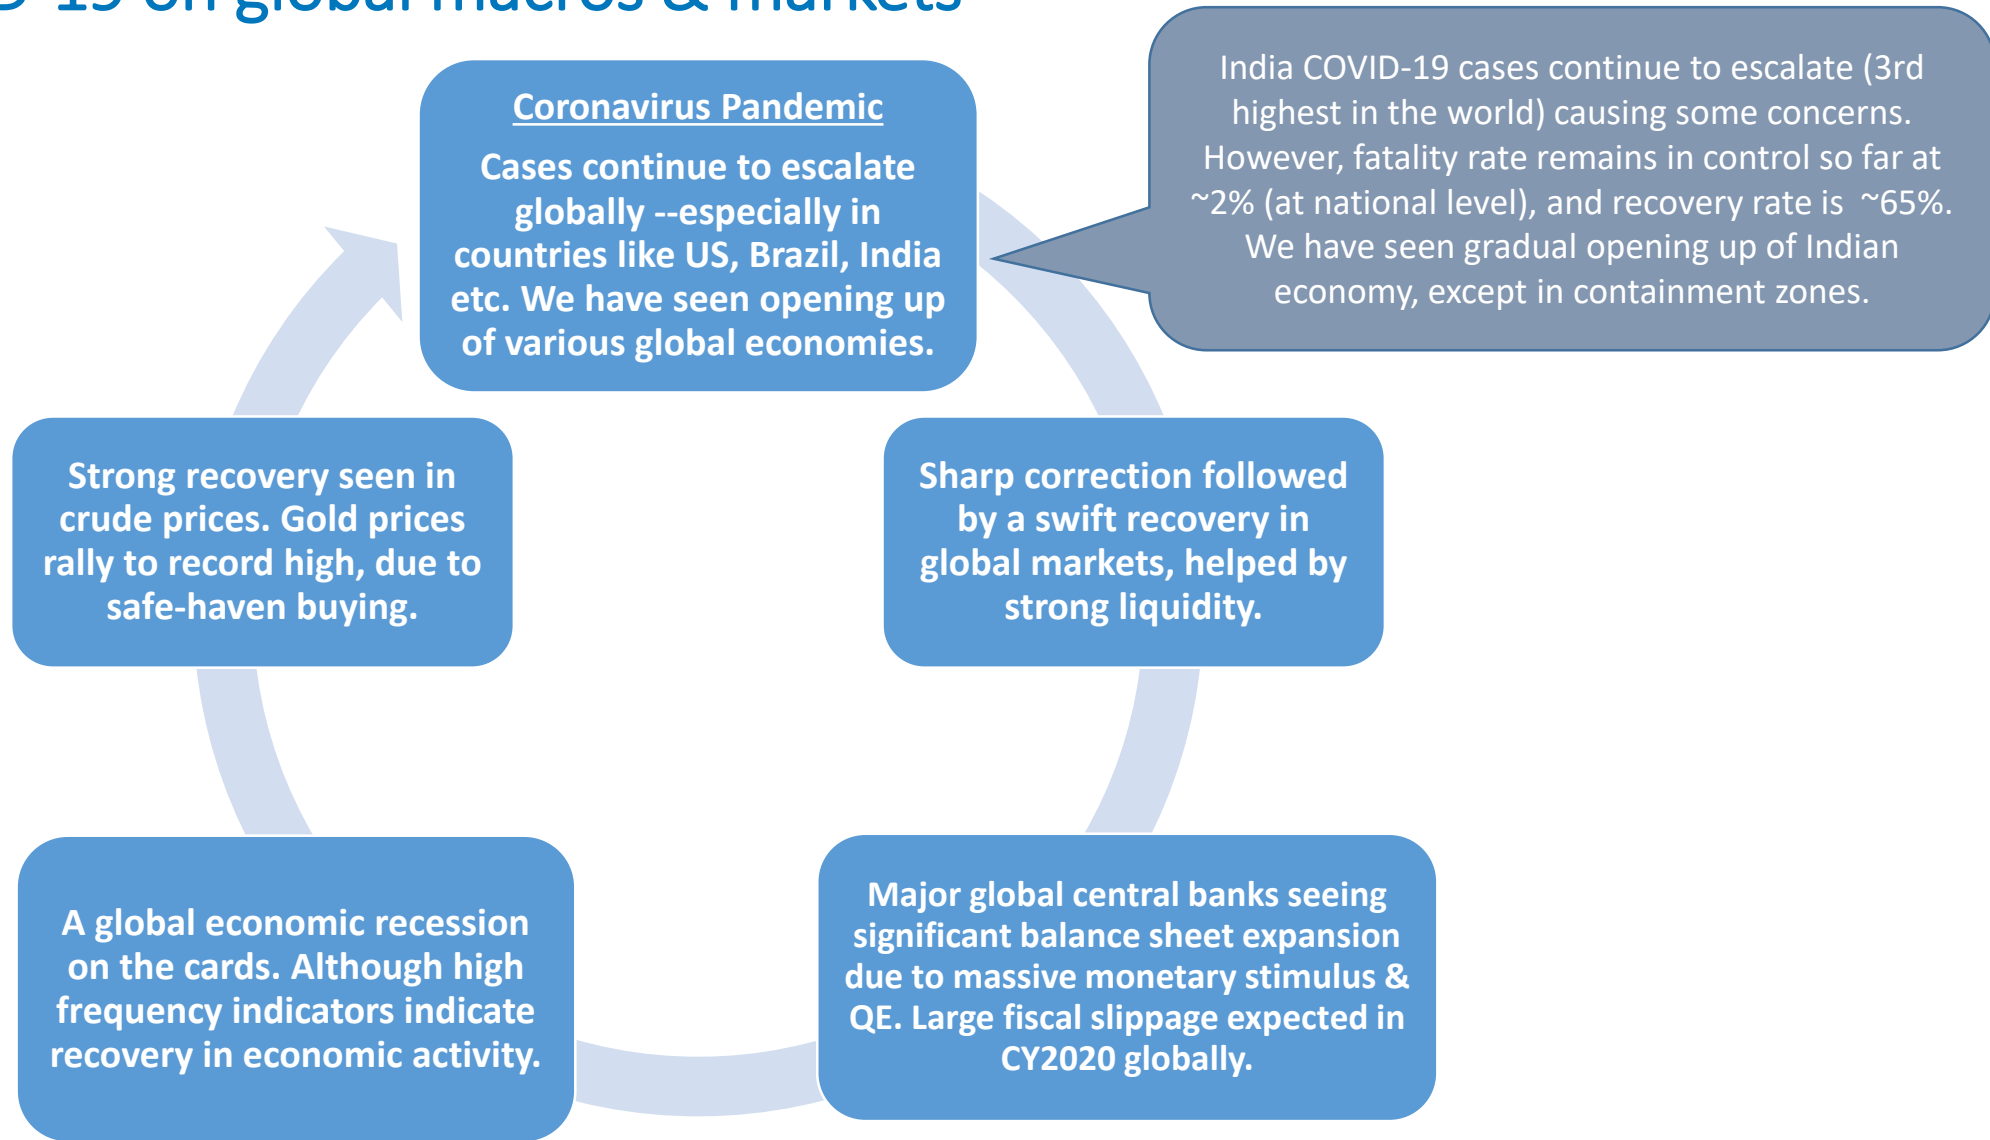 D-19 on global macros & markets
Coronavirus Pandemic
Cases continue to escalate
globally --especially in
countries like US, Brazil, India
etc. We have seen opening up
of various global economies.
India COVID-19 cases continue to escalate (3rd
highest in the world) causing some concerns.
However, fatality rate remains in control so far at
~2% (at national level), and recovery rate is ~65%.
We have seen gradual opening up of Indian
economy, except in containment zones.
Sharp correction followed
by a swift recovery in
global markets, helped by
strong liquidity.
Major global central banks seeing
significant balance sheet expansion
due to massive monetary stimulus &
QE. Large fiscal slippage expected in
CY2020 globally.
A global economic recession
on the cards. Although high
frequency indicators indicate
recovery in economic activity.
Strong recovery seen in
crude prices. Gold prices
rally to record high, due to
safe-haven buying.